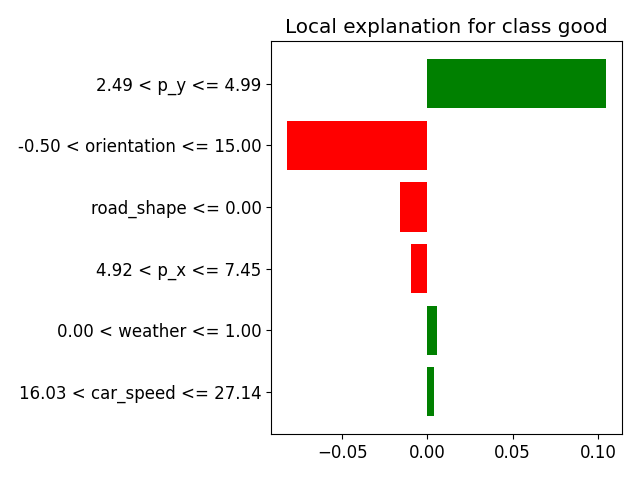 Local explanation for class good
2.49 < p_y <= 4.99
-0.50 < orientation <= 15.00
road_shape <= 0.00
4.92 < p_x <= 7.45
0.00 < weather <= 1.00
16.03 < car_speed <= 27.14
−0.05 0.00 0.05 0.10